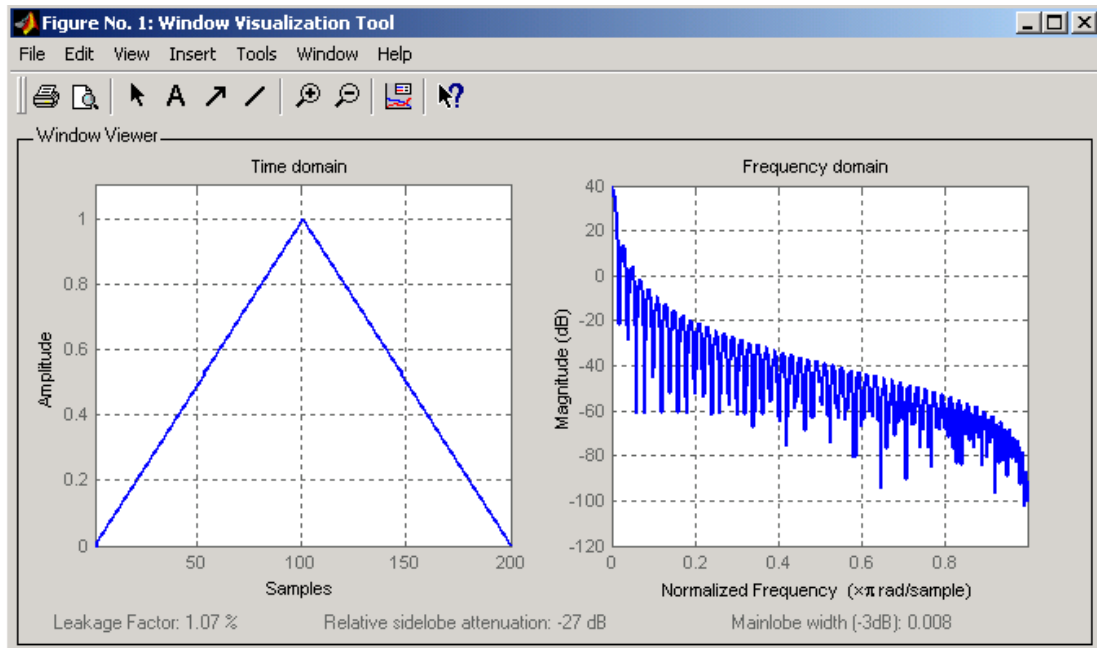 Figure No. 1: Window Visualization Tool
File Edit View Insert Tools Window Help
A
Window Viewer
Time domain
Amplitude
1
0.8
0.6
0.4
0.2
0
50 100 150 200
Samples
Frequency domain
Magnitude (dB)
40
20
0
-20
-40
-60
-80
-100
-120
0 0.2 0.4 0.6 0.8
Normalized Frequency (×π rad/sample)
Leakage Factor: 1.07 % Relative sidelobe attenuation: -27 dB Mainlobe width (-3dB): 0.008